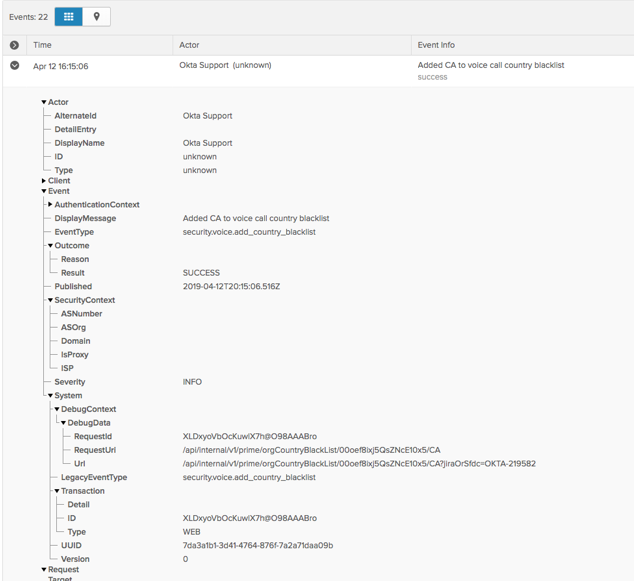 Events: 22
Time Actor Event Info
Apr 12 16:15:06 Okta Support (unknown) Added CA to voice call country blacklist
success
Actor
AlternateId Okta Support
DetailEntry
DisplayName Okta Support
ID unknown
Type unknown
Client
Event
AuthenticationContext
DisplayMessage Added CA to voice call country blacklist
EventType security.voice.add_country_blacklist
Outcome
Reason
Result SUCCESS
Published 2019-04-12T20:15:06.516Z
SecurityContext
ASNumber
ASOrg
Domain
IsProxy
ISP
Severity INFO
System
DebugContext
DebugData
RequestId XLDxyoVbOcKuwiX7h@O98AAABro
RequestUri /api/internal/v1/prime/orgCountryBlackList/00oef8ixj5QsZNcE10x5/CA
Url /api/internal/v1/prime/orgCountryBlackList/00oef8ixj5QsZNcE10x5/CA?jiraOrSfdc=OKTA-219582
LegacyEventType security.voice.add_country_blacklist
Transaction
Detail
ID XLDxyoVbOcKuwiX7h@O98AAABro
Type WEB
UUID 7da3a1b1-3d41-4764-876f-7a2a71daa09b
Version 0
Request
Target